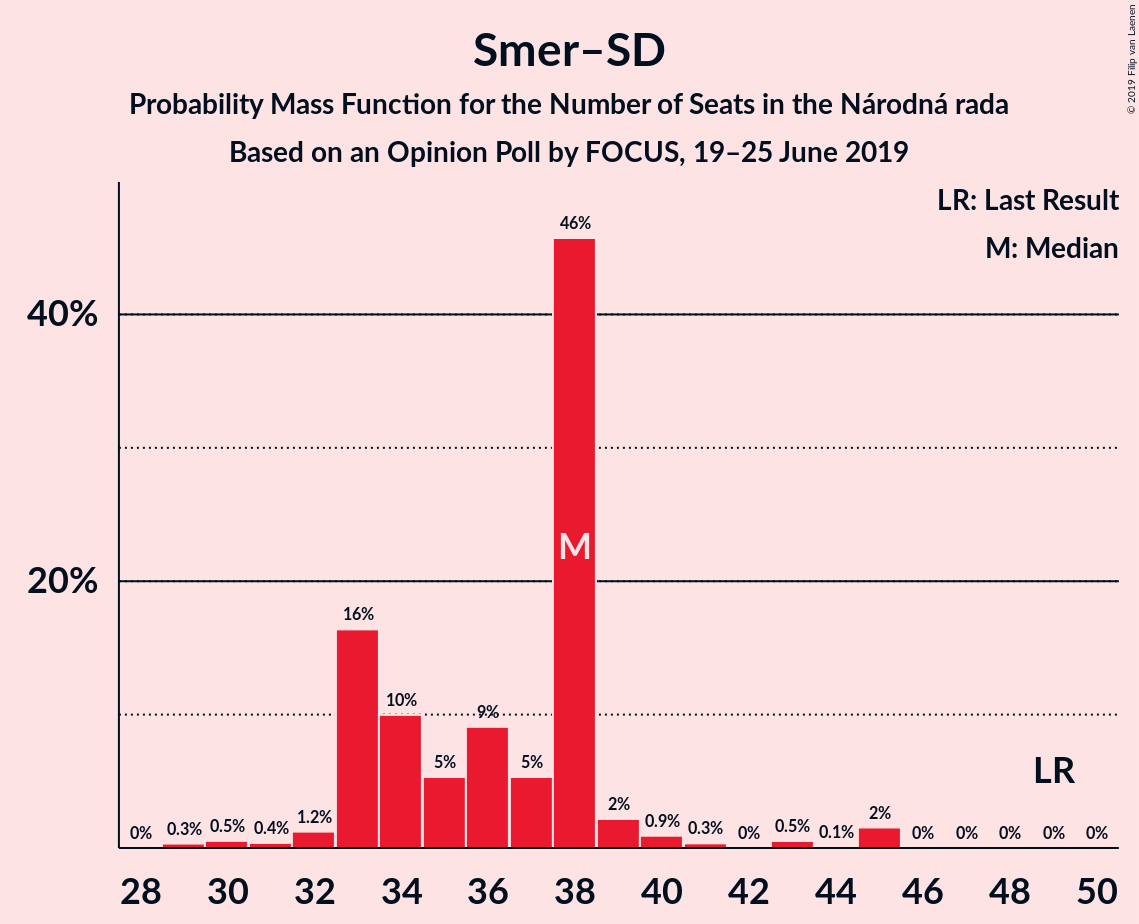 Smer–SD
Probability Mass Function for the Number of Seats in the Národná rada
Based on an Opinion Poll by FOCUS, 19–25 June 2019
© 2019 Filip van Laenen
LR: Last Result
M: Median
40%
20%
0%
0.3%
0.5%
0.4%
1.2%
16%
10%
5%
9%
5%
46%
M
2%
0.9%
0.3%
0%
0.5%
0.1%
2%
0%
0%
0%
0%
0%
LR
28 30 32 34 36 38 40 42 44 46 48 50